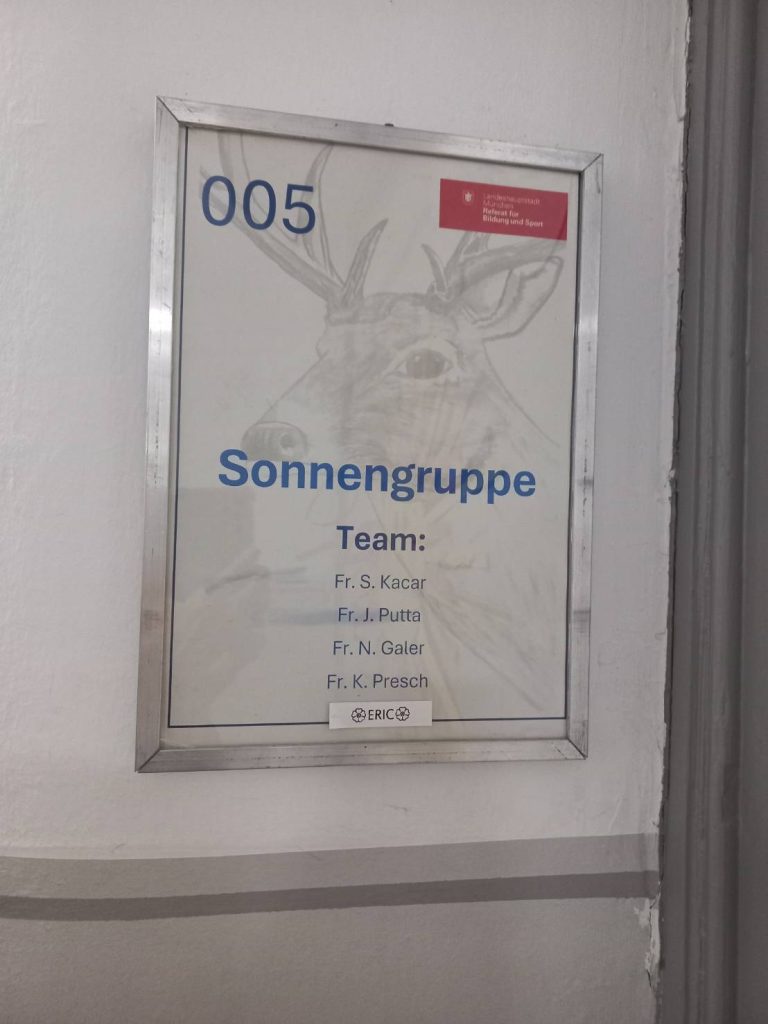 005
Landeshauptstadt
München
Referat für
Bildung und Sport
Sonnengruppe
Team:
Fr. S. Kacar
Fr. J. Putta
Fr. N. Galer
Fr. K. Presch
ERIC